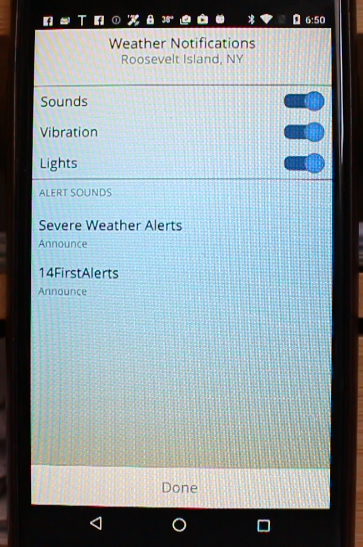 38° 6:50
Weather Notifications
Roosevelt Island, NY
Sounds
Vibration
Lights
ALERT SOUNDS
Severe Weather Alerts
Announce
14FirstAlerts
Announce
Done